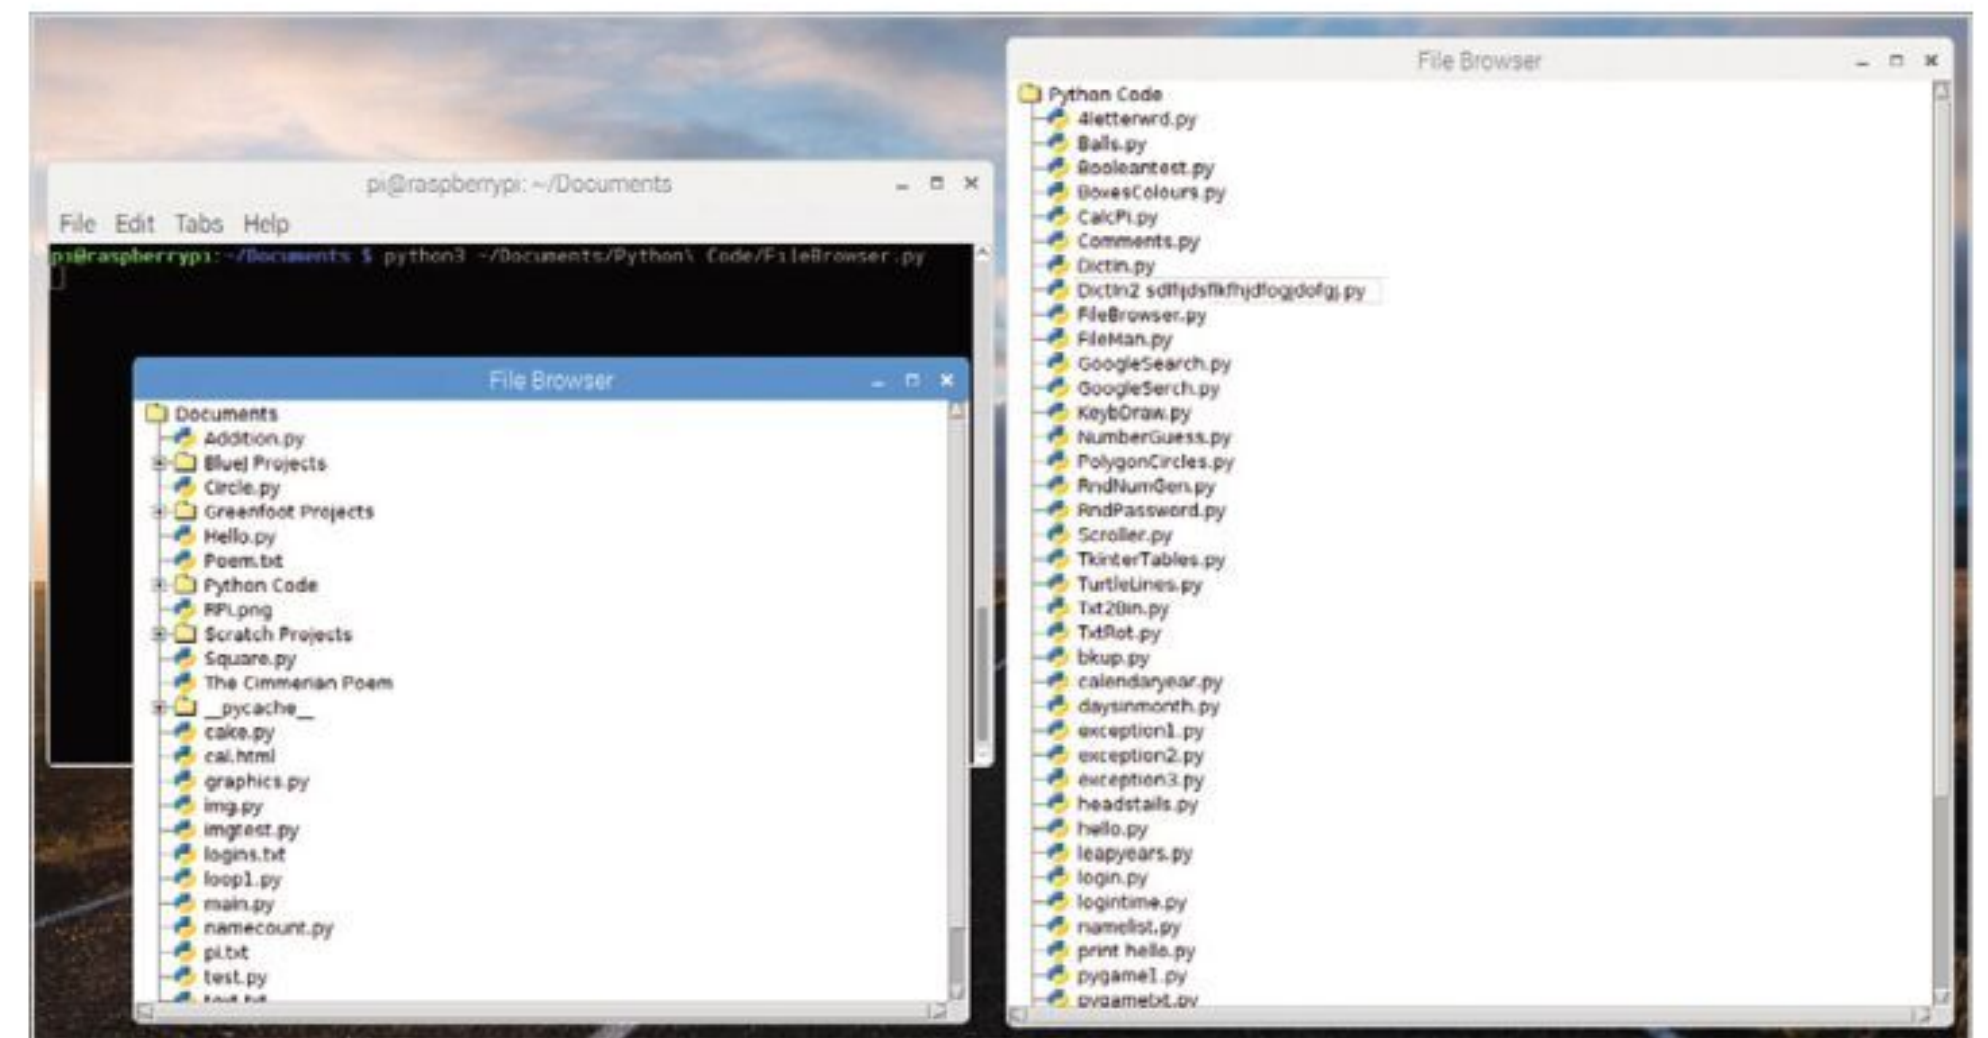 pi@raspberrypi: ~/Documents
File Edit Tabs Help
pi@raspberrypi:~/Documents $ python3 ~/Documents/Python\ Code/FileBrowser.py
File Browser
Documents
Addition.py
BlueJ Projects
Circle.py
Greenfoot Projects
Hello.py
Poem.txt
Python Code
RPi.png
Scratch Projects
Square.py
The Cimmerian Poem
__pycache__
cake.py
cal.html
graphics.py
img.py
imgtest.py
logins.txt
loop1.py
main.py
namecount.py
pi.txt
test.py
File Browser
Python Code
4letterwrd.py
Balls.py
Booleantest.py
BoxesColours.py
CalcPi.py
Comments.py
DictIn.py
DictIn2
FileBrowser.py
FileMan.py
GoogleSearch.py
GoogleSerch.py
KeybDraw.py
NumberGuess.py
PolygonCircles.py
RndNumGen.py
RndPassword.py
Scroller.py
TkinterTables.py
TurtleLines.py
Txt2Bin.py
TxtRot.py
bkup.py
calendaryear.py
daysinmonth.py
exception1.py
exception2.py
exception3.py
headstails.py
hello.py
leapyears.py
login.py
logintime.py
namelist.py
print hello.py
pygame1.py
pygametxt.py